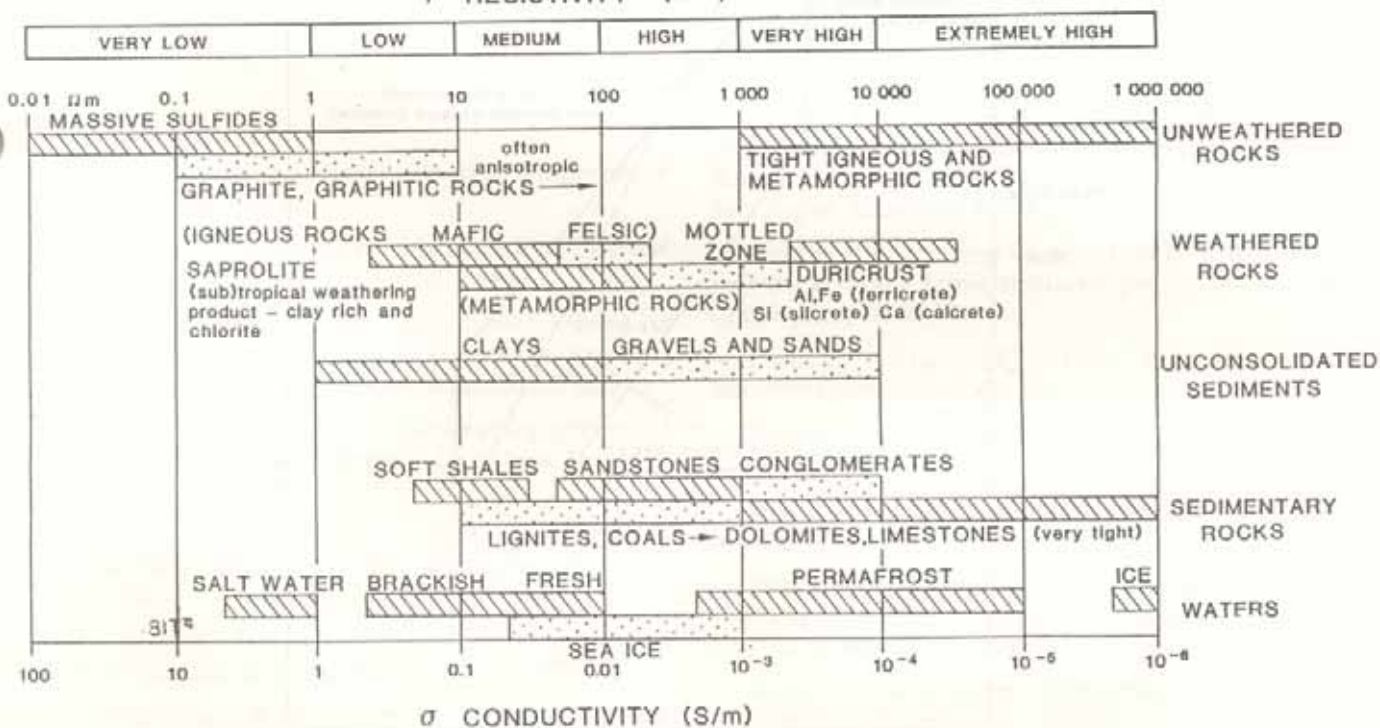 VERY LOW LOW MEDIUM HIGH VERY HIGH EXTREMELY HIGH
0.01 Ωm 0.1 1 10 100 1 000 10 000 100 000 1 000 000
MASSIVE SULFIDES
often
anisotropic
GRAPHITE, GRAPHITIC ROCKS
TIGHT IGNEOUS AND
METAMORPHIC ROCKS
UNWEATHERED
ROCKS
(IGNEOUS ROCKS MAFIC FELSIC) MOTTLED
ZONE
SAPROLITE
(sub)tropical weathering
product – clay rich and
chlorite
(METAMORPHIC ROCKS)
DURICRUST
Al,Fe (ferricrete)
Si (silcrete) Ca (calcrete)
WEATHERED
ROCKS
CLAYS GRAVELS AND SANDS
UNCONSOLIDATED
SEDIMENTS
SOFT SHALES SANDSTONES CONGLOMERATES
LIGNITES, COALS → DOLOMITES,LIMESTONES (very tight)
SEDIMENTARY
ROCKS
SALT WATER BRACKISH FRESH PERMAFROST ICE
WATERS
SEA ICE
100 10 1 0.1 0.01 10⁻³ 10⁻⁴ 10⁻⁵ 10⁻⁶
σ CONDUCTIVITY (S/m)